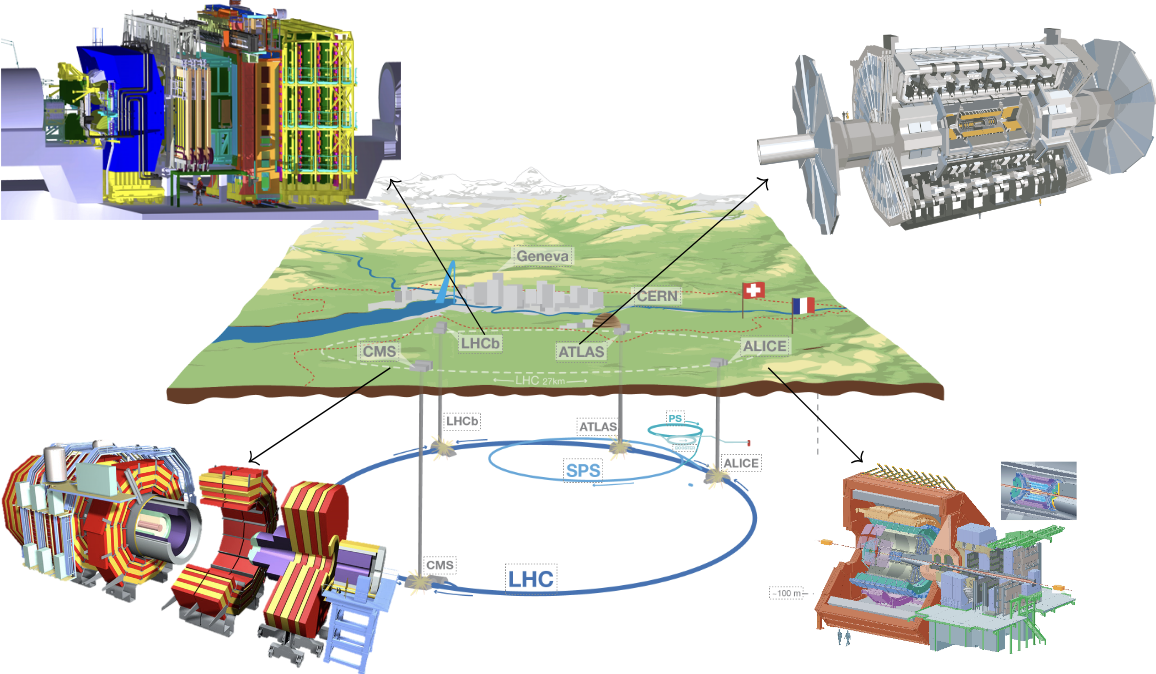 Geneva
CERN
LHCb
CMS
ATLAS
ALICE
LHC 27km
LHCb
ATLAS
PS
SPS
ALICE
CMS
LHC
~100 m